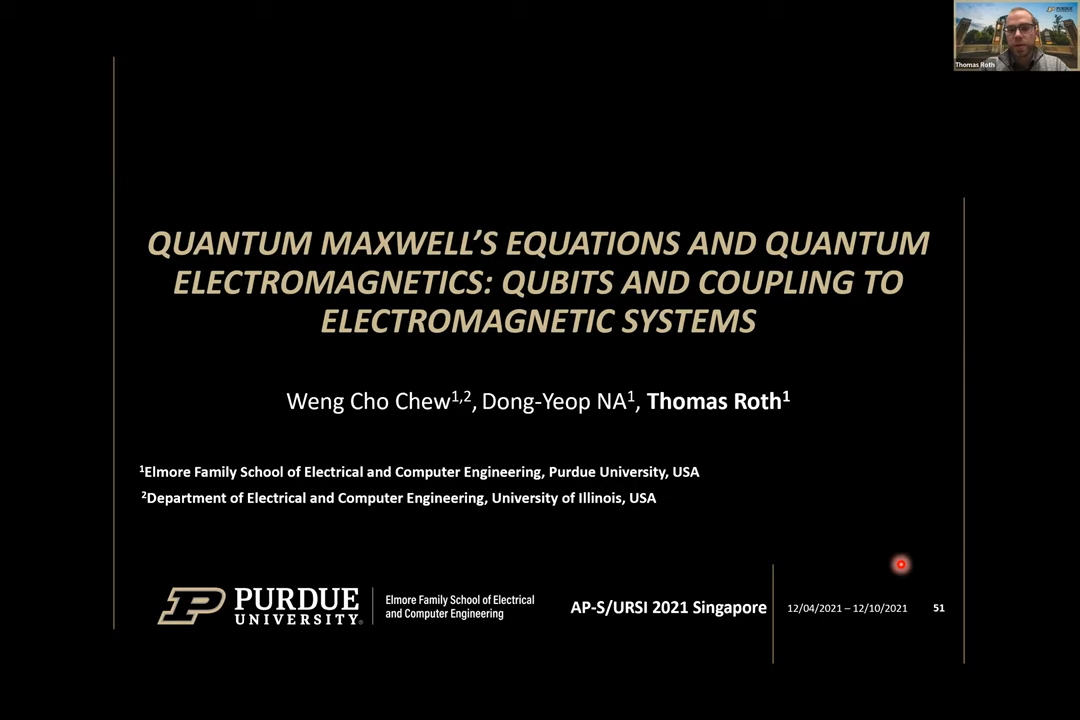 PURDUE
Thomas Roth
QUANTUM MAXWELL'S EQUATIONS AND QUANTUM
ELECTROMAGNETICS: QUBITS AND COUPLING TO
ELECTROMAGNETIC SYSTEMS
Weng Cho Chew1,2, Dong-Yeop NA1, Thomas Roth1
1Elmore Family School of Electrical and Computer Engineering, Purdue University, USA
2Department of Electrical and Computer Engineering, University of Illinois, USA
P PURDUE UNIVERSITY®
Elmore Family School of Electrical
and Computer Engineering
AP-S/URSI 2021 Singapore
12/04/2021 – 12/10/2021
51